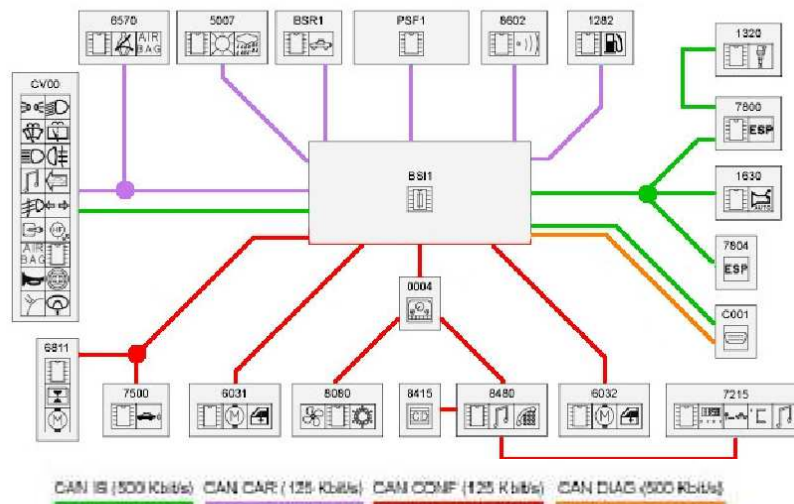 6570
AIR
BAG
5007
BSR1
PSF1
8602
1282
1320
CV00
7800
ESP
BSI1
1630
AUTO
AIR
BAG
7804
ESP
0004
C001
6811
7500
6031
8080
8415
CD
8480
6032
7215
CAN IS (500 Kbit/s) CAN CAR (125 Kbit/s) CAN CONF (125 Kbit/s) CAN DIAG (500 Kbit/s)